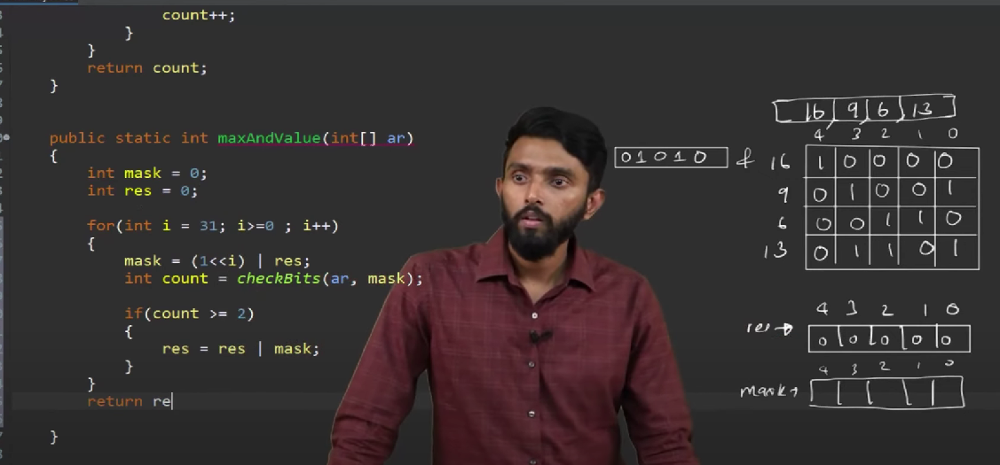 count++;
}
}
return count;
}
public static int maxAndValue(int[] ar)
{
int mask = 0;
int res = 0;
for(int i = 31; i>=0 ; i++)
{
mask = (1<<i) | res;
int count = checkBits(ar, mask);
if(count >= 2)
{
res = res | mask;
}
}
return re
}
16 9 6 13
4 3 2 1 0
01010 & 16 1 0 0 0 0
9 0 1 0 0 1
6 0 0 1 1 0
13 0 1 1 0 1
4 3 2 1 0
res→ 0 0 0 0 0
4 3 2 1 0
mask→